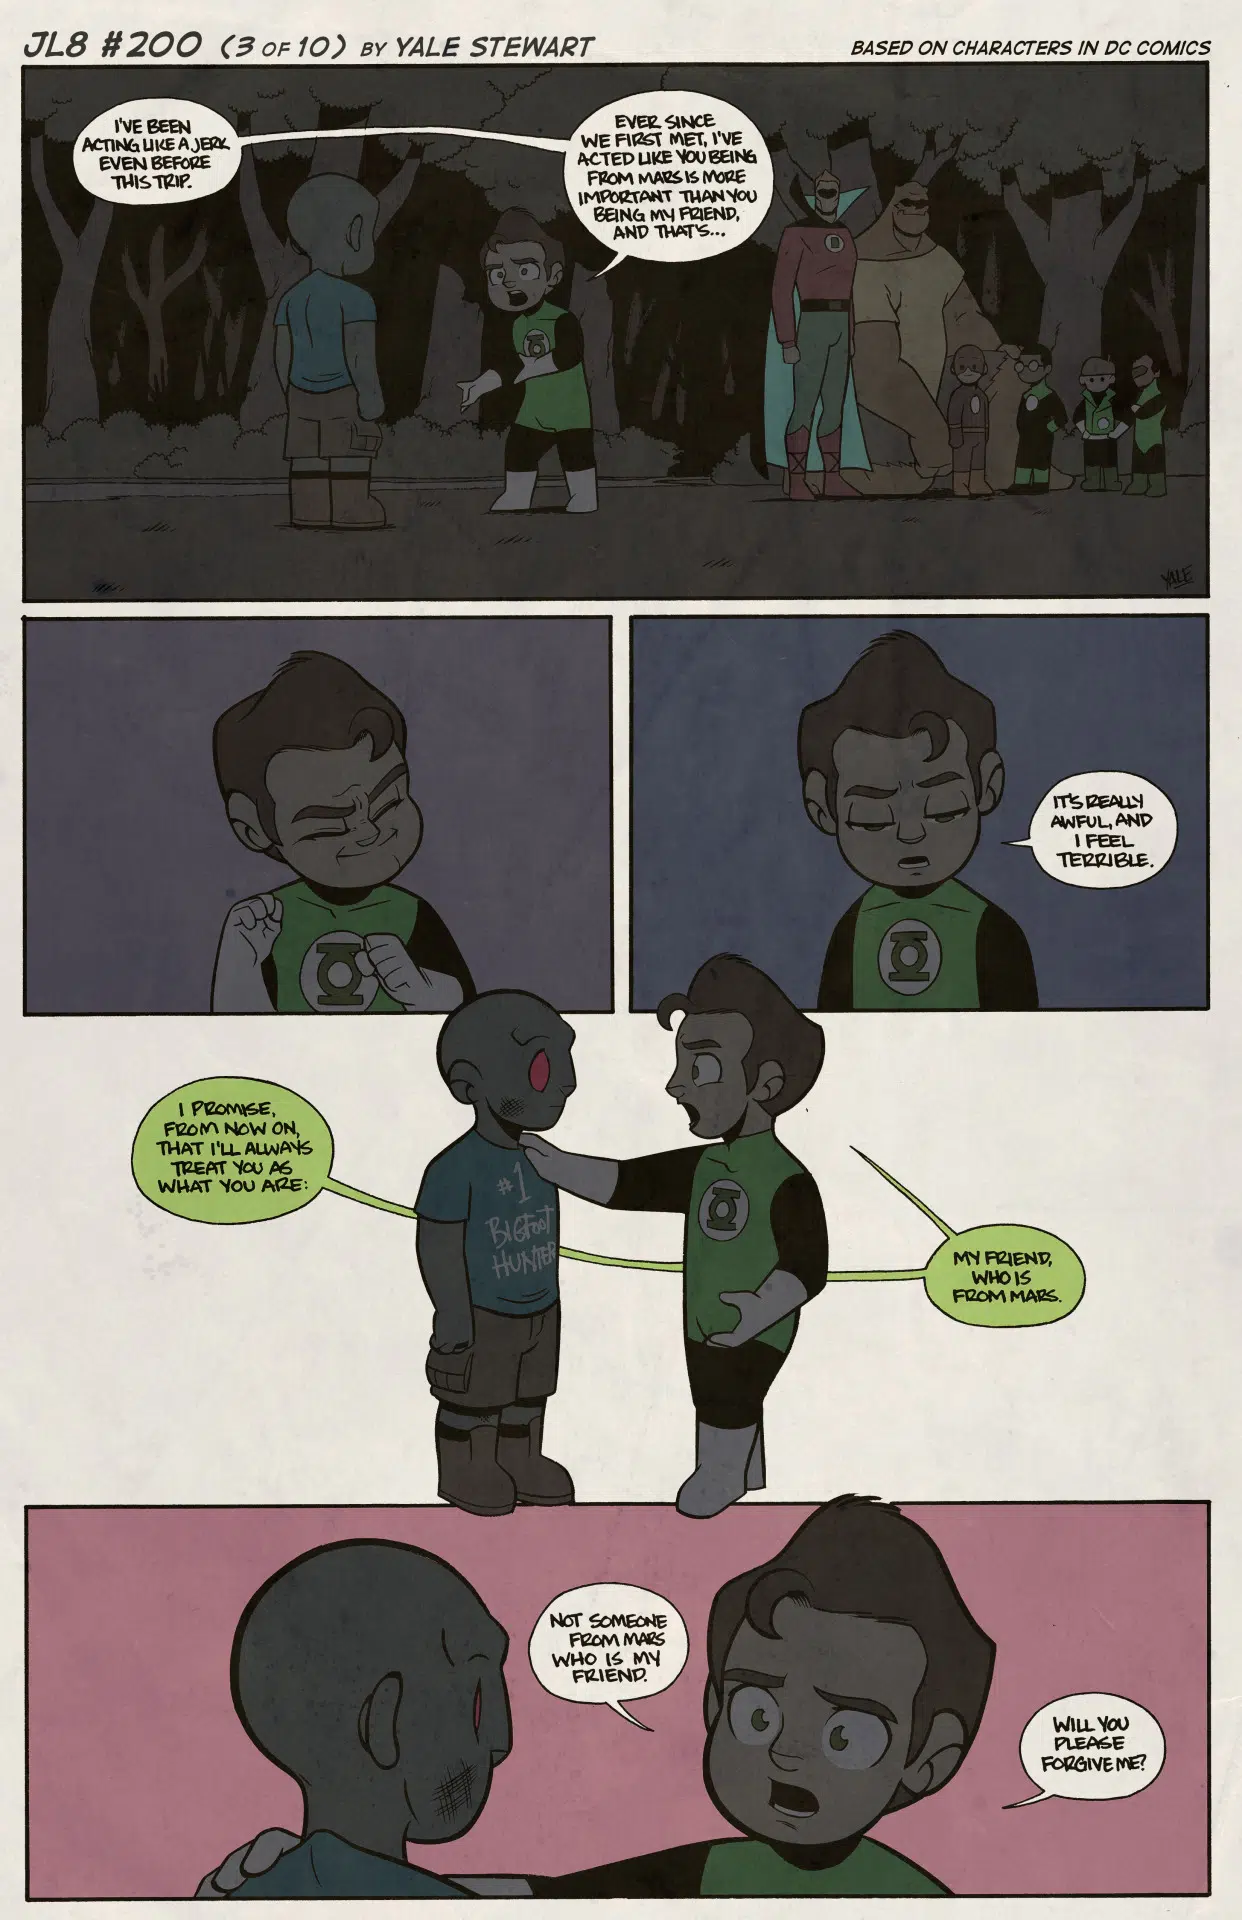 JL8 #200 (3 OF 10) BY YALE STEWART
BASED ON CHARACTERS IN DC COMICS
I'VE BEEN
ACTING LIKE A JERK
EVEN BEFORE
THIS TRIP.
EVER SINCE
WE FIRST MET, I'VE
ACTED LIKE YOU BEING
FROM MARS IS MORE
IMPORTANT THAN YOU
BEING MY FRIEND,
AND THAT'S...
YALE
IT'S REALLY
AWFUL, AND
I FEEL
TERRIBLE.
I PROMISE,
FROM NOW ON,
THAT I'LL ALWAYS
TREAT YOU AS
WHAT YOU ARE:
#1
BIGFOOT
HUNTER
MY FRIEND,
WHO IS
FROM MARS.
NOT SOMEONE
FROM MARS
WHO IS MY
FRIEND.
WILL YOU
PLEASE
FORGIVE ME?